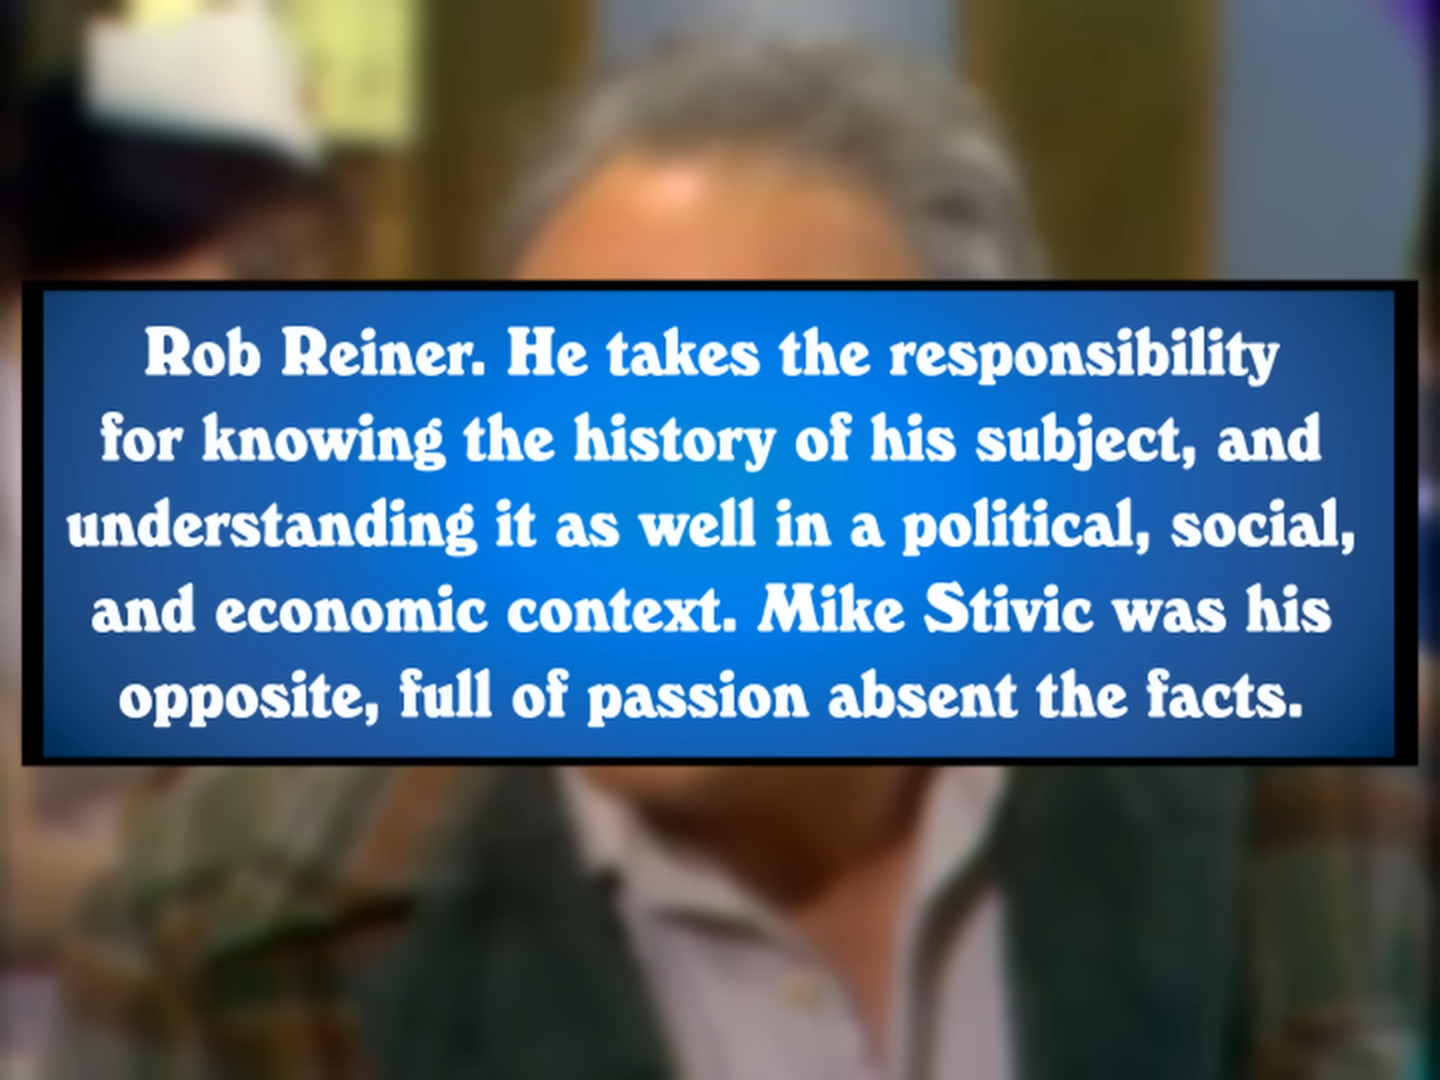 Rob Reiner. He takes the responsibility
for knowing the history of his subject, and
understanding it as well in a political, social,
and economic context. Mike Stivic was his
opposite, full of passion absent the facts.